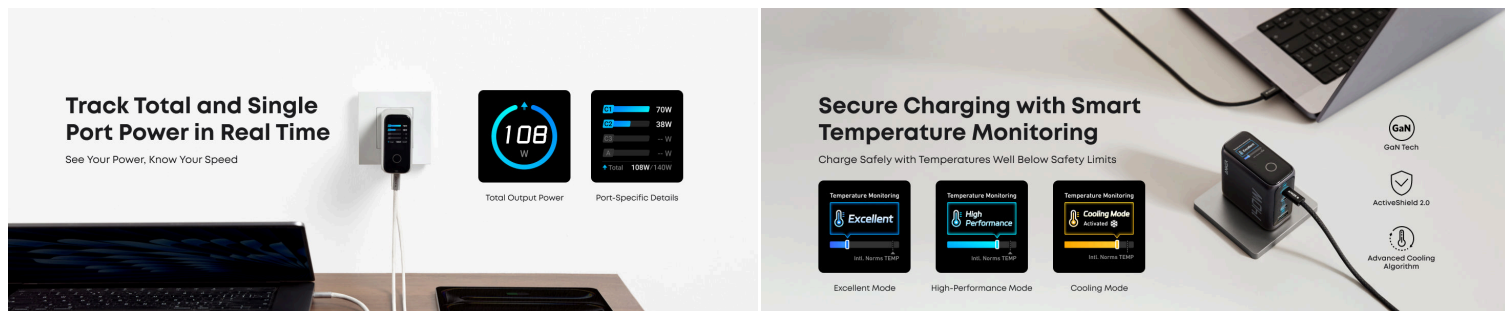 Track Total and Single
Port Power in Real Time
See Your Power, Know Your Speed
108
W
Total Output Power
C1 70W
C2 38W
C3 -- W
A -- W
Total 108W/140W
Port-Specific Details
Secure Charging with Smart
Temperature Monitoring
Charge Safely with Temperatures Well Below Safety Limits
Temperature Monitoring
Excellent
Intl. Norms TEMP
Excellent Mode
Temperature Monitoring
High
Performance
Intl. Norms TEMP
High-Performance Mode
Temperature Monitoring
Cooling Mode
Activated
Intl. Norms TEMP
Cooling Mode
ANKER
140W
GaN
GaN Tech
ActiveShield 2.0
Advanced Cooling
Algorithm